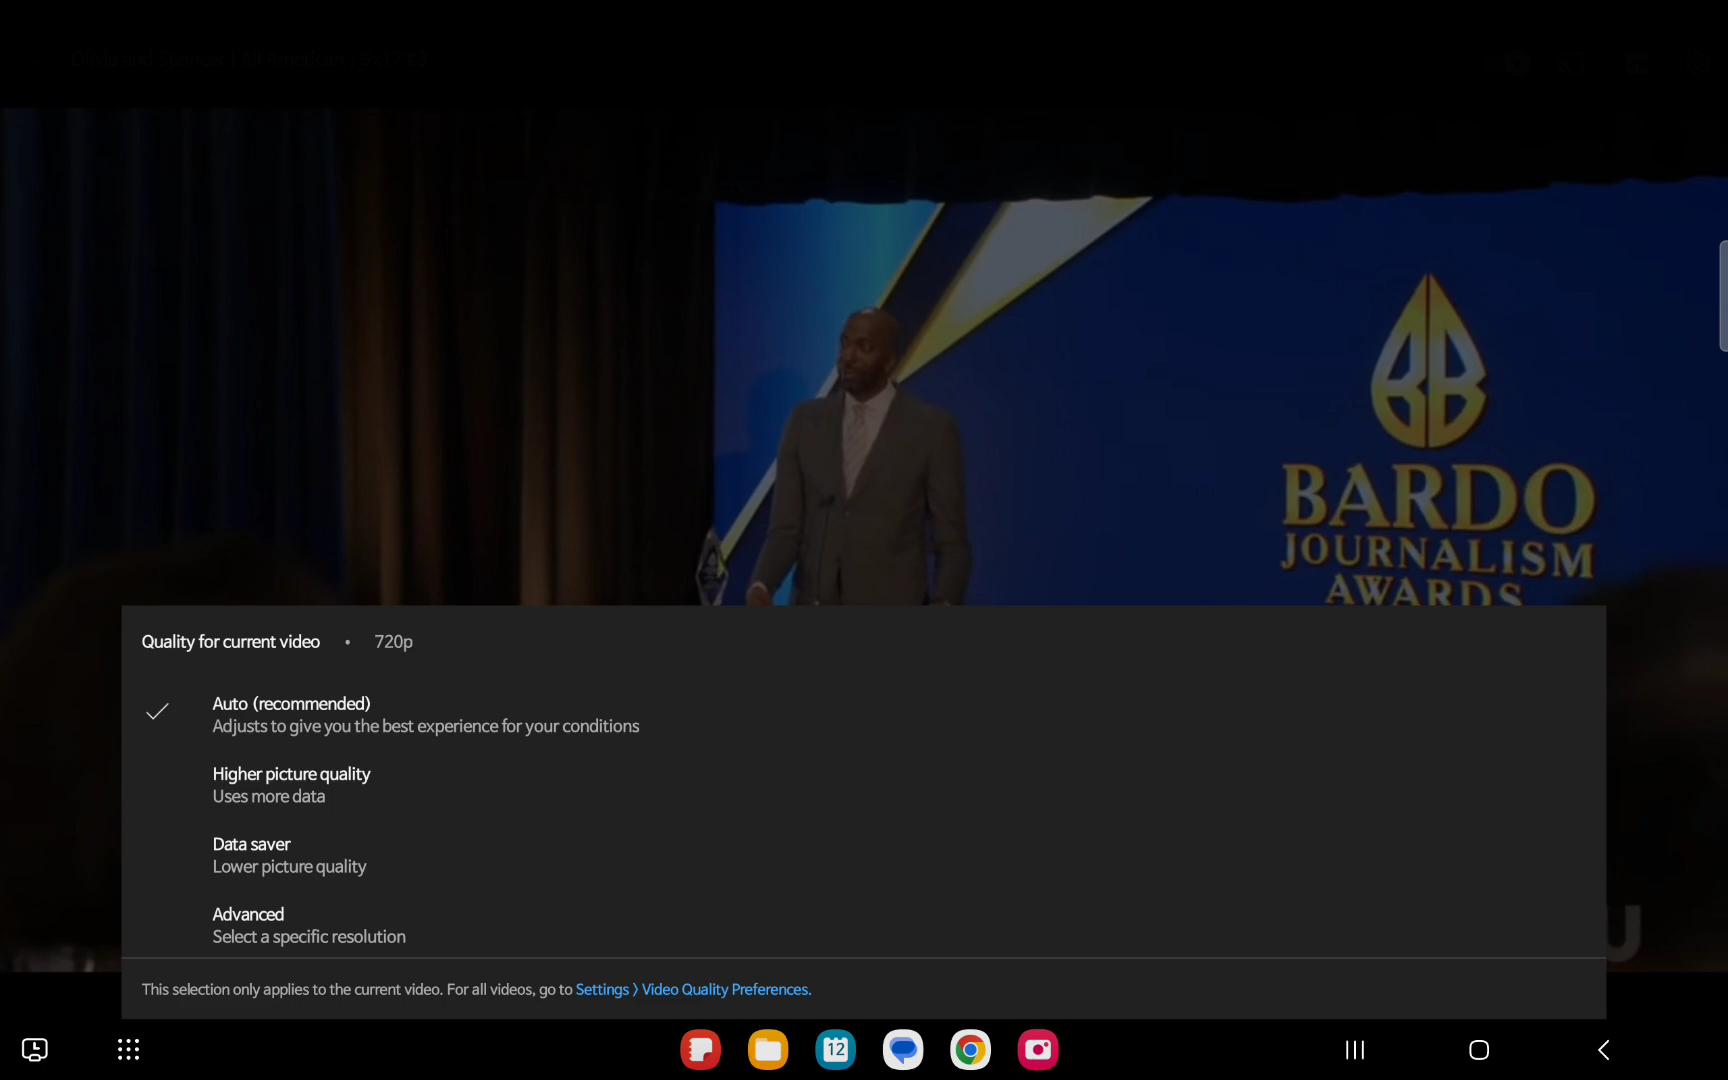 BARDO
JOURNALISM
AWARDS
Quality for current video • 720p
Auto (recommended)
Adjusts to give you the best experience for your conditions
Higher picture quality
Uses more data
Data saver
Lower picture quality
Advanced
Select a specific resolution
This selection only applies to the current video. For all videos, go to Settings > Video Quality Preferences.
12